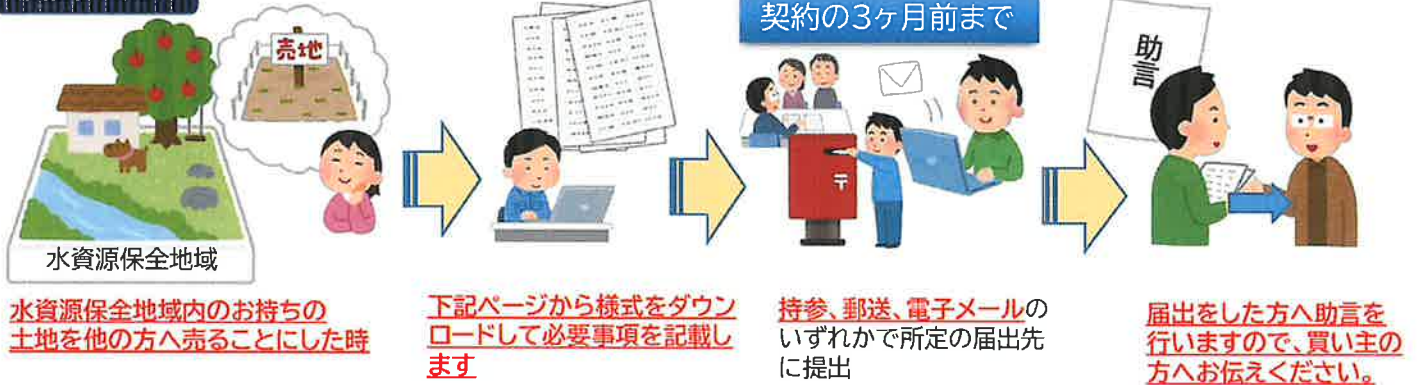 売地
水資源保全地域
水資源保全地域内のお持ちの
土地を他の方へ売ることにした時
下記ページから様式をダウン
ロードして必要事項を記載し
ます
契約の3ヶ月前まで
〒
持参、郵送、電子メールの
いずれかで所定の届出先
に提出
助言
届出をした方へ助言を
行いますので、買い主の
方へお伝えください。